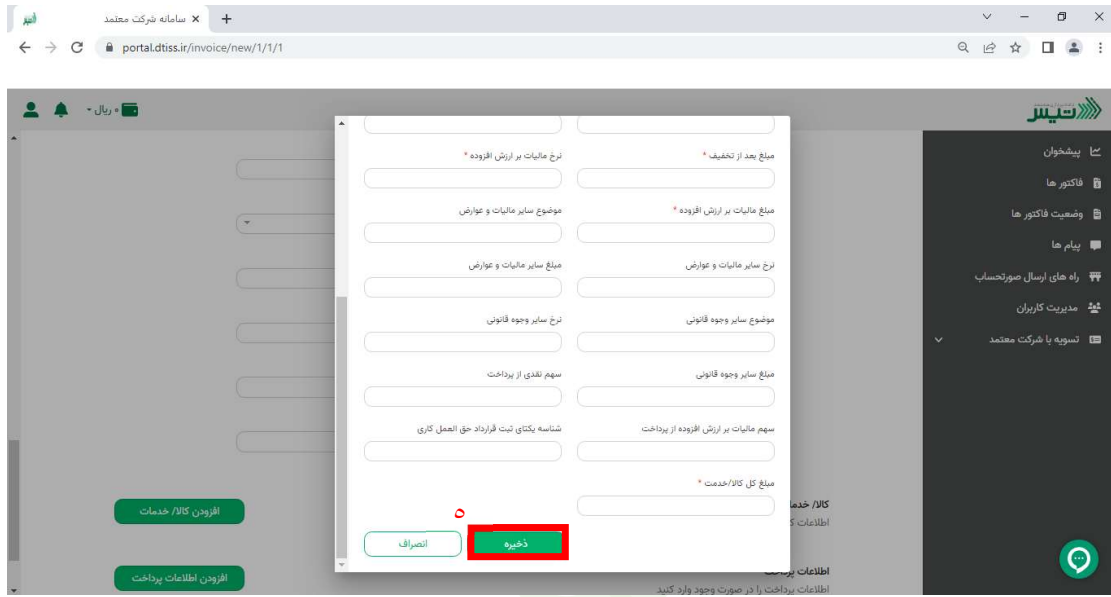 سامانه شرکت معتمد
portal.dtiss.ir/invoice/new/1/1/1
۰ ریال
تیس
پیشخوان
فاکتور ها
وضعیت فاکتور ها
پیام ها
راه های ارسال صورتحساب
مدیریت کاربران
تسویه با شرکت معتمد
مبلغ بعد از تخفیف * نرخ مالیات بر ارزش افزوده *
مبلغ مالیات بر ارزش افزوده * موضوع سایر مالیات و عوارض
نرخ سایر مالیات و عوارض مبلغ سایر مالیات و عوارض
موضوع سایر وجوه قانونی نرخ سایر وجوه قانونی
مبلغ سایر وجوه قانونی سهم نقدی از پرداخت
سهم مالیات بر ارزش افزوده از پرداخت شناسه یکتای ثبت قرارداد حق العمل کاری
مبلغ کل کالا/خدمت *
۵
ذخیره انصراف
کالا/ خدما
اطلاعات ک
افزودن کالا/ خدمات
اطلاعات پرداخت
اطلاعات پرداخت را در صورت وجود وارد کنید
افزودن اطلاعات پرداخت